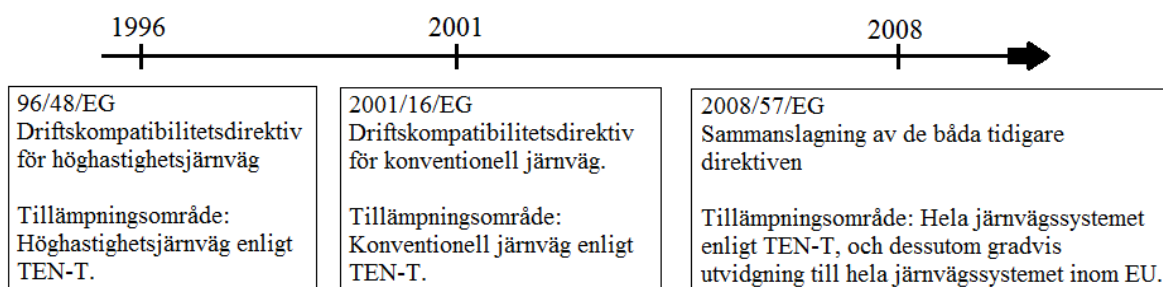 1996
2001
2008
96/48/EG
Driftskompatibilitetsdirektiv
för höghastighetsjärnväg
Tillämpningsområde:
Höghastighetsjärnväg enligt
TEN-T.
2001/16/EG
Driftskompatibilitetsdirektiv
för konventionell järnväg.
Tillämpningsområde:
Konventionell järnväg enligt
TEN-T.
2008/57/EG
Sammanslagning av de båda tidigare
direktiven
Tillämpningsområde: Hela järnvägssystemet
enligt TEN-T, och dessutom gradvis
utvidgning till hela järnvägssystemet inom EU.